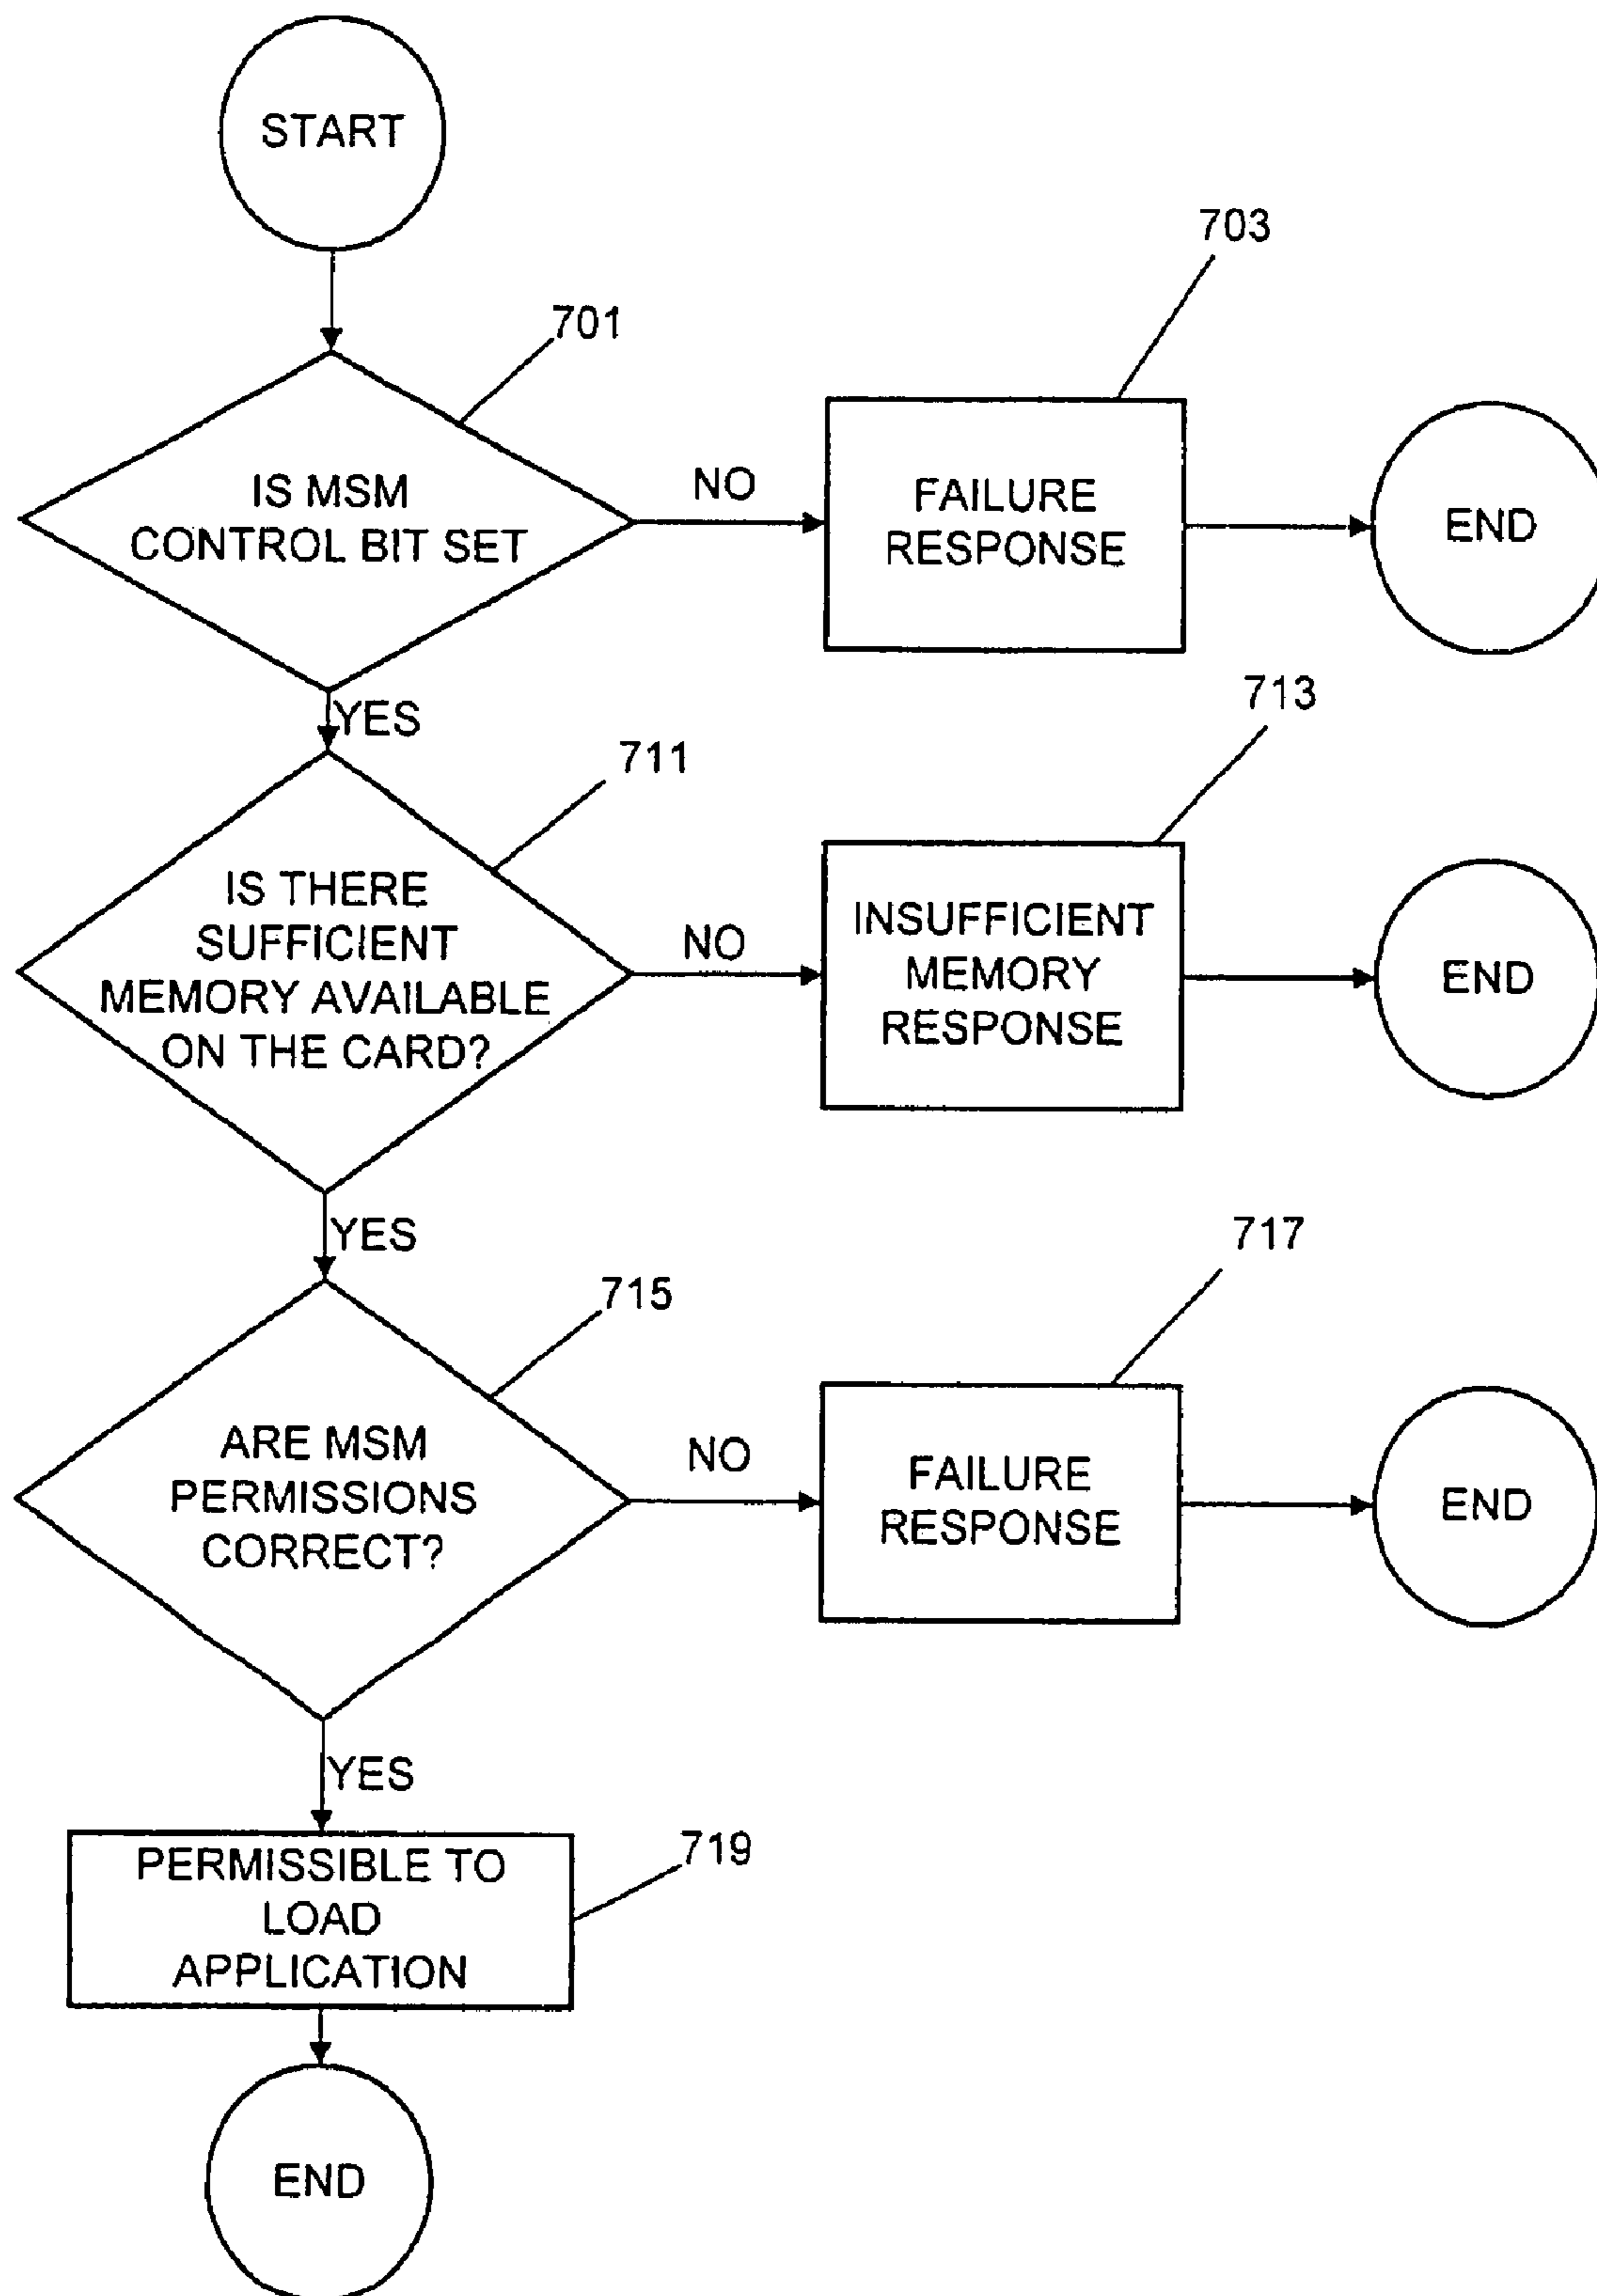 START
703
701
IS MSM
CONTROL BIT SET
NO
FAILURE
RESPONSE
END
YES
713
711
IS THERE
SUFFICIENT
MEMORY AVAILABLE
ON THE CARD?
NO
INSUFFICIENT
MEMORY
RESPONSE
END
YES
717
715
ARE MSM
PERMISSIONS
CORRECT?
NO
FAILURE
RESPONSE
END
YES
719
PERMISSIBLE TO
LOAD
APPLICATION
END